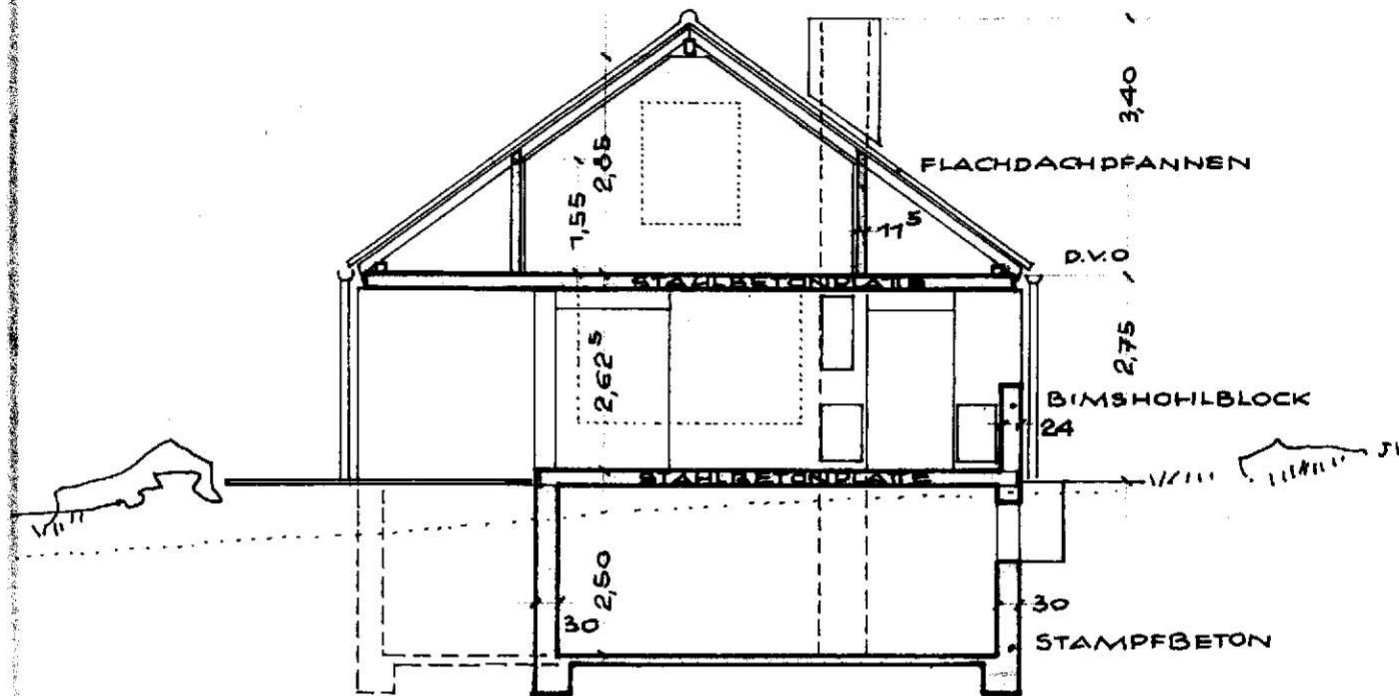 3,40
FLACHDACHPFANNEN
2,85
1,55
11⁵
D.V.O
STAHLBETONPLATTE
2,75
2,62⁵
BIMSHOHLBLOCK
24
STAHLBETONPLATTE
2,50
30
30
STAMPFBETON